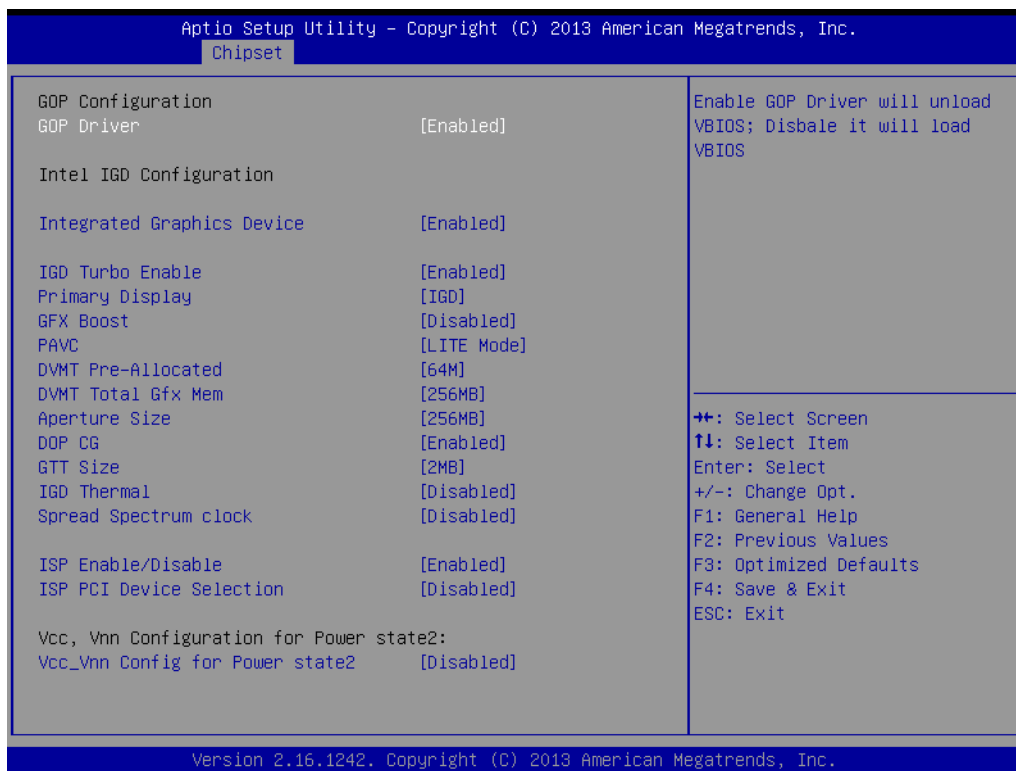 Aptio Setup Utility – Copyright (C) 2013 American Megatrends, Inc.
Chipset
GOP Configuration
GOP Driver [Enabled]
Intel IGD Configuration
Integrated Graphics Device [Enabled]
IGD Turbo Enable [Enabled]
Primary Display [IGD]
GFX Boost [Disabled]
PAVC [LITE Mode]
DVMT Pre-Allocated [64M]
DVMT Total Gfx Mem [256MB]
Aperture Size [256MB]
DOP CG [Enabled]
GTT Size [2MB]
IGD Thermal [Disabled]
Spread Spectrum clock [Disabled]
ISP Enable/Disable [Enabled]
ISP PCI Device Selection [Disabled]
Vcc, Vnn Configuration for Power state2:
Vcc_Vnn Config for Power state2 [Disabled]
Enable GOP Driver will unload
VBIOS; Disbale it will load
VBIOS
→←: Select Screen
↑↓: Select Item
Enter: Select
+/-: Change Opt.
F1: General Help
F2: Previous Values
F3: Optimized Defaults
F4: Save & Exit
ESC: Exit
Version 2.16.1242. Copyright (C) 2013 American Megatrends, Inc.